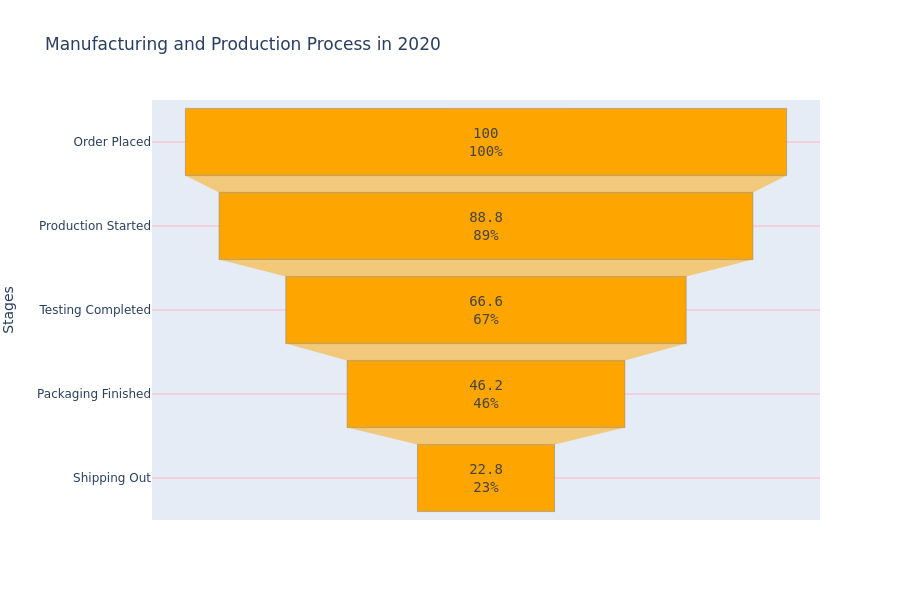 Manufacturing and Production Process in 2020
Stages
Order Placed
100
100%
Production Started
88.8
89%
Testing Completed
66.6
67%
Packaging Finished
46.2
46%
Shipping Out
22.8
23%